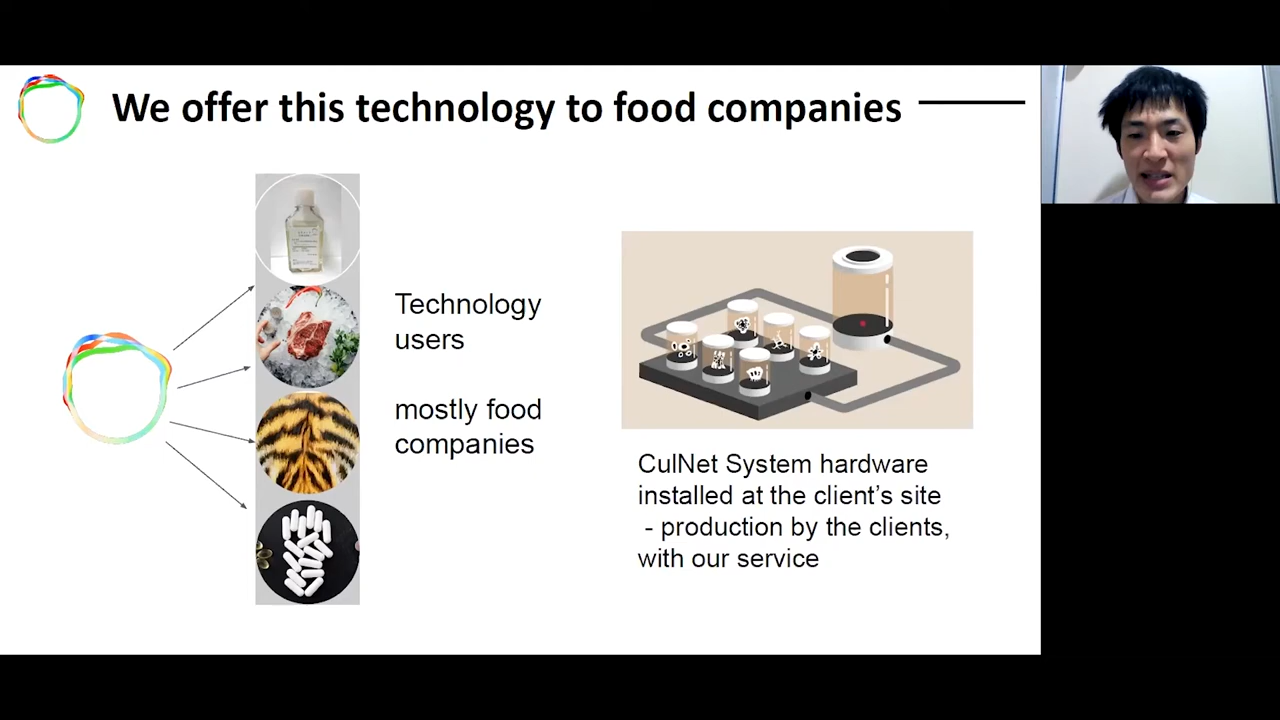 We offer this technology to food companies
Technology
users
mostly food
companies
CulNet System hardware
installed at the client's site
- production by the clients,
with our service